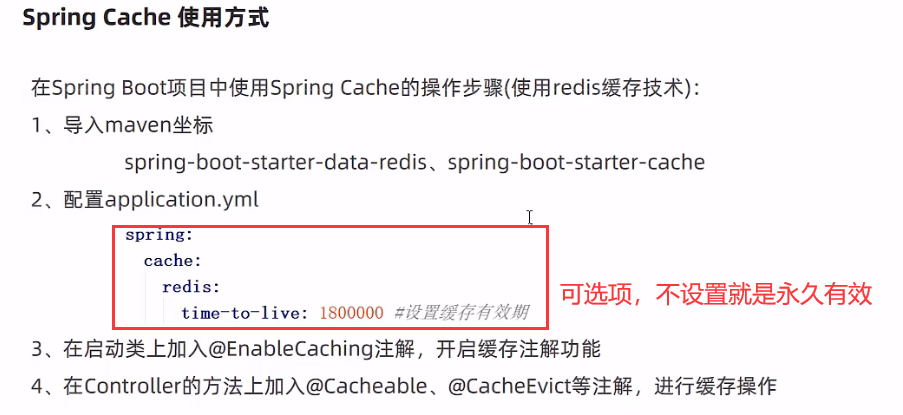 Spring Cache 使用方式
在Spring Boot项目中使用Spring Cache的操作步骤(使用redis缓存技术)：
1、导入maven坐标
spring-boot-starter-data-redis、spring-boot-starter-cache
2、配置application.yml
spring:
cache:
redis:
time-to-live: 1800000 #设置缓存有效期
可选项，不设置就是永久有效
3、在启动类上加入@EnableCaching注解，开启缓存注解功能
4、在Controller的方法上加入@Cacheable、@CacheEvict等注解，进行缓存操作